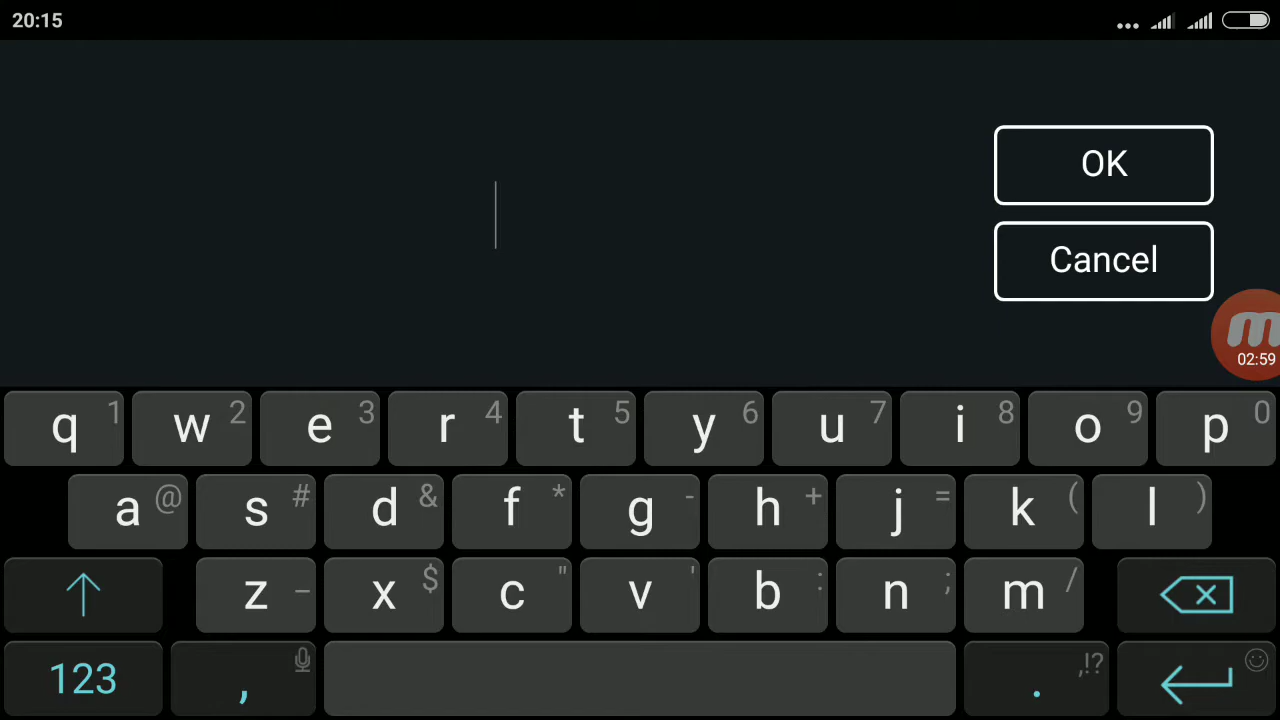 20:15
OK
Cancel
02:59
q 1 w 2 e 3 r 4 t 5 y 6 u 7 i 8 o 9 p 0
a @ s # d & f * g - h + j = k ( l )
z _ x $ c " v ' b : n ; m /
123 , . ,!?